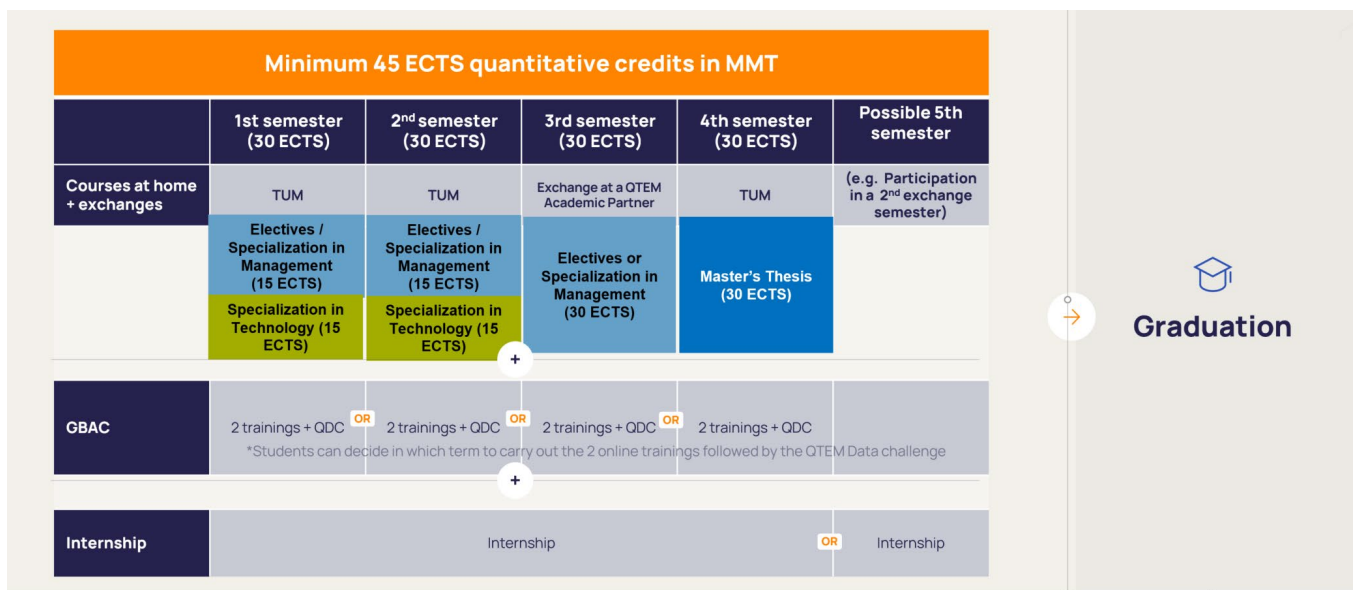 Minimum 45 ECTS quantitative credits in MMT
1st semester
(30 ECTS)
2nd semester
(30 ECTS)
3rd semester
(30 ECTS)
4th semester
(30 ECTS)
Possible 5th
semester
Courses at home
+ exchanges
TUM
TUM
Exchange at a QTEM
Academic Partner
TUM
(e.g. Participation
in a 2nd exchange
semester)
Electives /
Specialization in
Management
(15 ECTS)
Electives /
Specialization in
Management
(15 ECTS)
Electives or
Specialization in
Management
(30 ECTS)
Master's Thesis
(30 ECTS)
Specialization in
Technology (15
ECTS)
Specialization in
Technology (15
ECTS)
+
Graduation
GBAC
2 trainings + QDC
OR
2 trainings + QDC
OR
2 trainings + QDC
OR
2 trainings + QDC
*Students can decide in which term to carry out the 2 online trainings followed by the QTEM Data challenge
+
Internship
Internship
OR
Internship